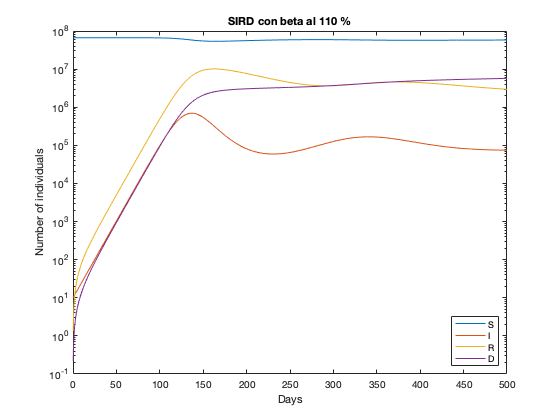 SIRD con beta al 110 %
Number of individuals
10^8
10^7
10^6
10^5
10^4
10^3
10^2
10^1
10^0
10^-1
0 50 100 150 200 250 300 350 400 450 500
Days
S
I
R
D